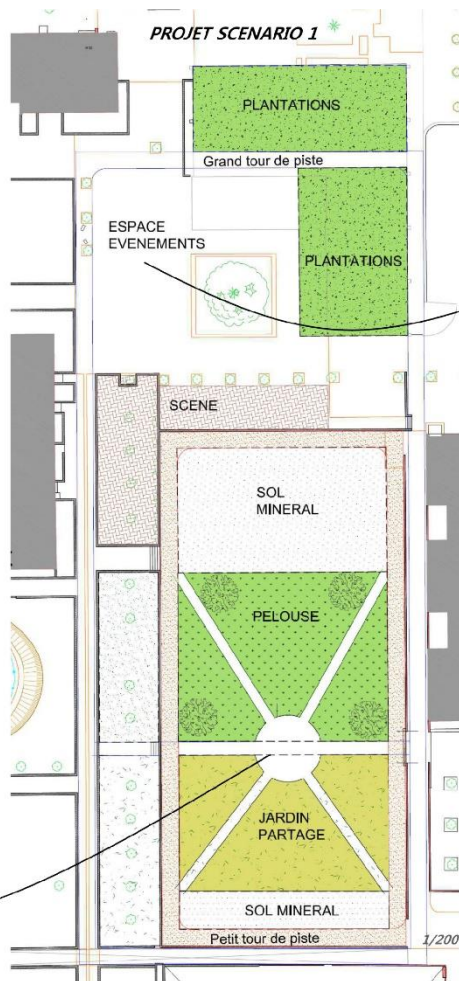 PROJET SCENARIO 1
PLANTATIONS
Grand tour de piste
ESPACE
EVENEMENTS
PLANTATIONS
SCENE
SOL
MINERAL
PELOUSE
JARDIN
PARTAGE
SOL MINERAL
Petit tour de piste
1/200